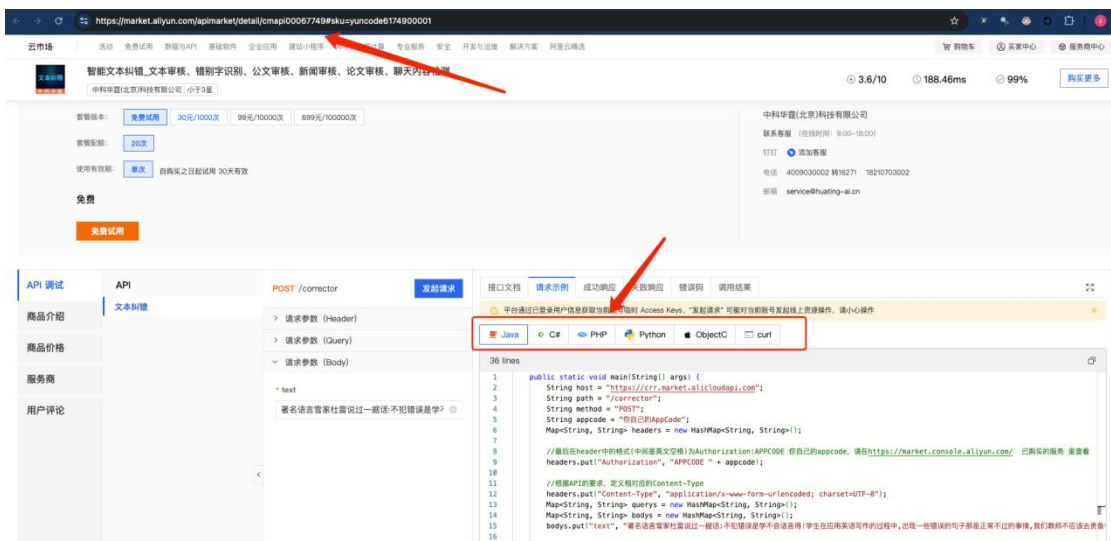 https://market.aliyun.com/apimarket/detail/cmapi00067749#sku=yuncode6174900001
云市场 活动 免费试用 数据与API 基础软件 企业应用 建站小程序 专业服务 安全 开发与运维 解决方案 阿里云精选 购物车 买家中心 服务商中心
文本纠错 智能文本纠错_文本审核、错别字识别、公文审核、新闻审核、论文审核、聊天内容检测
中科华霆(北京)科技有限公司 小于3星 3.6/10 188.46ms 99% 购买更多
套餐版本: 免费试用 30元/1000次 99元/10000次 699元/100000次
套餐配额: 20次
使用有效期: 单次 自购买之日起试用 30天有效
免费
免费试用
中科华霆(北京)科技有限公司
联系客服 (在线时间: 9:00-18:00)
钉钉 添加客服
电话 4009030002 转16271 18210703002
邮箱 service@huating-ai.cn
API 调试
商品介绍
商品价格
服务商
用户评论
API
文本纠错
POST /corrector 发起请求
请求参数 (Header)
请求参数 (Query)
请求参数 (Body)
* text
著名语言雪家杜雷说过一据话:不犯错误是学
接口文档 请求示例 成功响应 失败响应 错误码 调用结果
平台通过已登录用户信息获取当前账号临时 Access Keys，"发起请求" 可能对当前账号发起线上资源操作，请小心操作
Java C# PHP Python ObjectC curl
36 lines
1 public static void main(String[] args) {
2 String host = "https://crr.market.alicloudapi.com";
3 String path = "/corrector";
4 String method = "POST";
5 String appcode = "你自己的AppCode";
6 Map<String, String> headers = new HashMap<String, String>();
7
8 //最后在header中的格式(中间是英文空格)为Authorization:APPCODE 你自己的appcode，请在https://market.console.aliyun.com/ 已购买的服务 里查看
9 headers.put("Authorization", "APPCODE " + appcode);
10
11 //根据API的要求，定义相对应的Content-Type
12 headers.put("Content-Type", "application/x-www-form-urlencoded; charset=UTF-8");
13 Map<String, String> querys = new HashMap<String, String>();
14 Map<String, String> bodys = new HashMap<String, String>();
15 bodys.put("text", "著名语言雪家杜雷说过一据话:不犯错误是学不会语言得!学生在应用英语写作的过程中,出现一些错误的句子都是正常不过的事情,我们教师不应该去责备
16